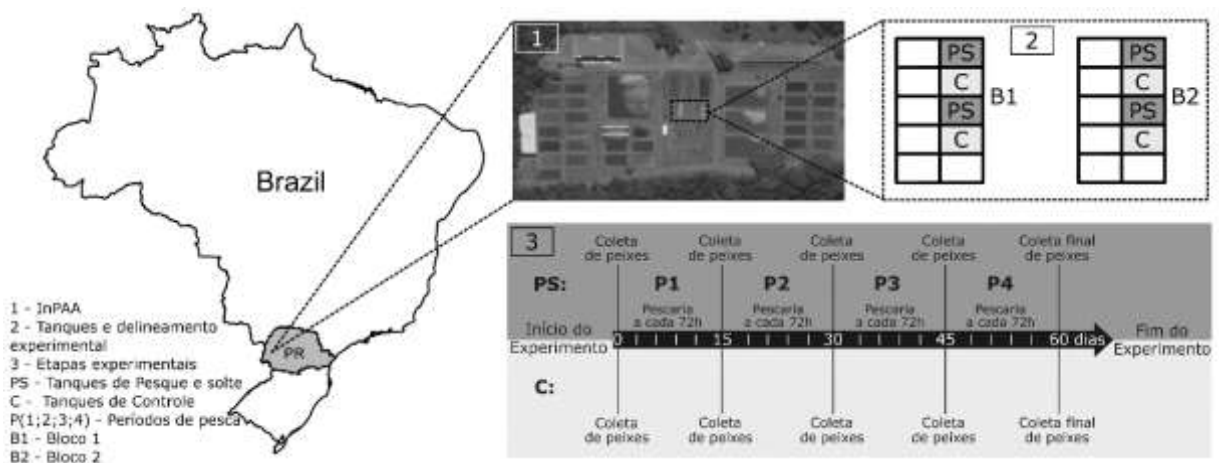 Brazil
PR
1 - InPAA
2 - Tanques e delineamento
experimental
3 - Etapas experimentais
PS - Tanques de Pesque e solte
C - Tanques de Controle
P(1;2;3;4) - Períodos de pesca
B1 - Bloco 1
B2 - Bloco 2
1
2
PS
C
PS
C
B1
PS
C
PS
C
B2
3
Coleta
de peixes
Coleta
de peixes
Coleta
de peixes
Coleta
de peixes
Coleta final
de peixes
PS:
P1
P2
P3
P4
Pescaria
a cada 72h
Pescaria
a cada 72h
Pescaria
a cada 72h
Pescaria
a cada 72h
Início do
Experimento
0 15 30 45 60 dias
Fim do
Experimento
C:
Coleta
de peixes
Coleta
de peixes
Coleta
de peixes
Coleta
de peixes
Coleta final
de peixes